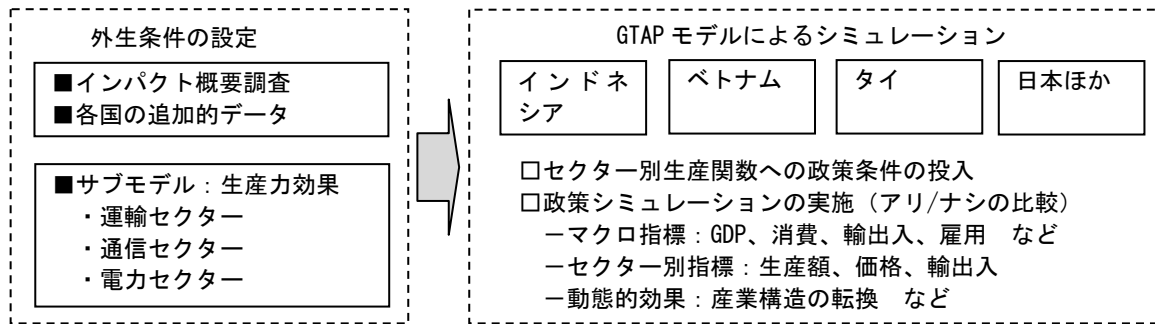 外生条件の設定
■インパクト概要調査
■各国の追加的データ
■サブモデル：生産力効果
・運輸セクター
・通信セクター
・電力セクター
GTAPモデルによるシミュレーション
インドネ
シア
ベトナム
タイ
日本ほか
□セクター別生産関数への政策条件の投入
□政策シミュレーションの実施（アリ/ナシの比較）
－マクロ指標：GDP、消費、輸出入、雇用　など
－セクター別指標：生産額、価格、輸出入
－動態的効果：産業構造の転換　など